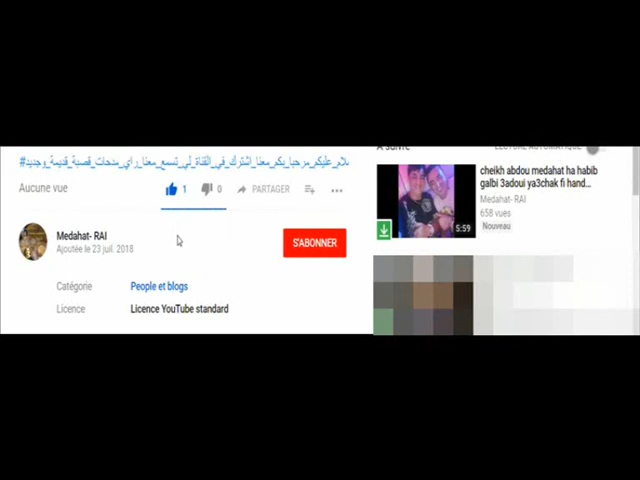 #ﺳﻼم_عليكم_مرحبا_بكم_معنا_اشترك_في_القناة_لي_تسمع_معنا_راي_مدحات_قصبة_قديمة_وجديد
Aucune vue
1
0
PARTAGER
Medahat- RAI
Ajoutée le 23 juil. 2018
S'ABONNER
Catégorie
People et blogs
Licence
Licence YouTube standard
LECTURE AUTOMATIQUE
cheikh abdou medahat ha habib
galbi 3adoui ya3chak fi hand...
Medahat- RAI
658 vues
Nouveau
5:59